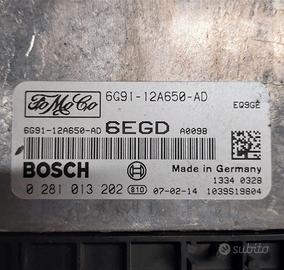 FoMoCo
6G91-12A650-AD
EQ9GE
6G91-12A650-AD 6EGD A0098
BOSCH
Made in
Germany
1334 0328
0 281 013 202 810 07-02-14 1039S19804
subito